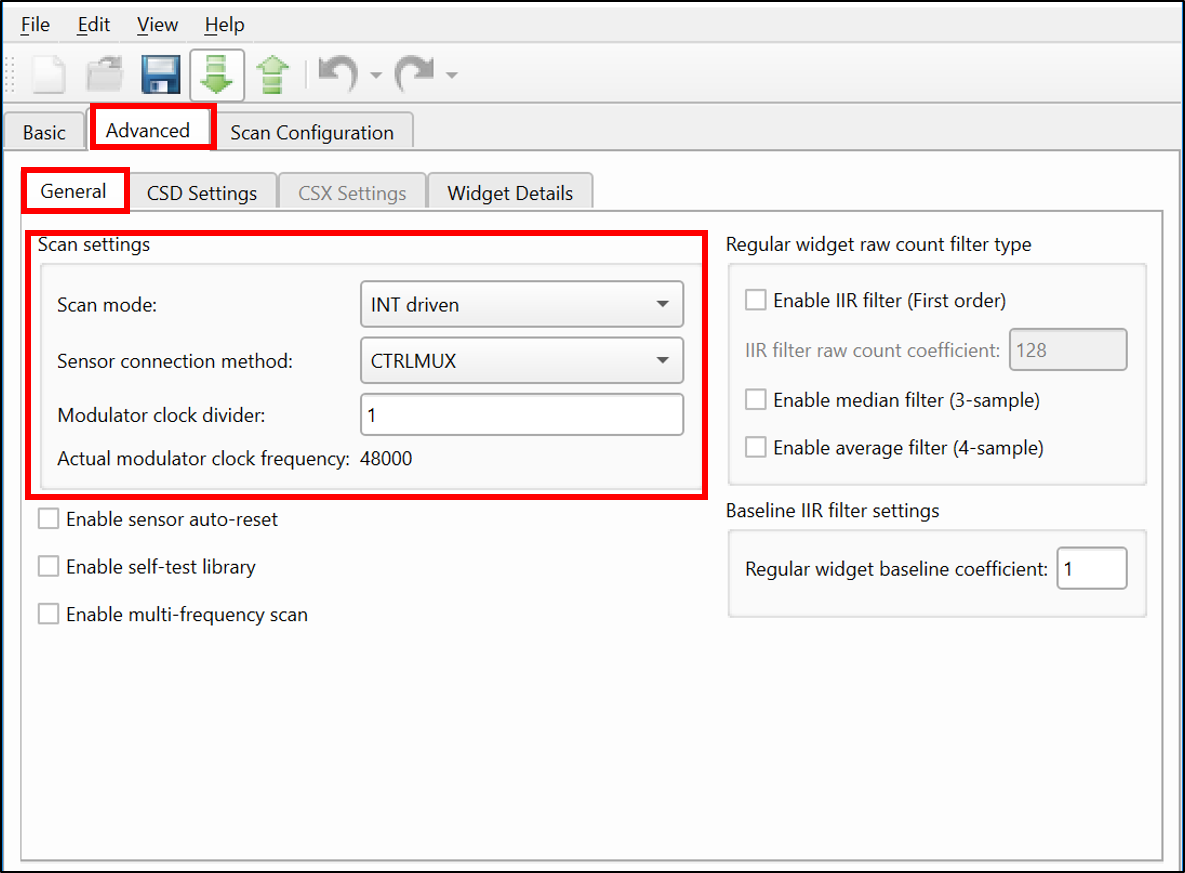 File Edit View Help
Basic Advanced Scan Configuration
General CSD Settings CSX Settings Widget Details
Scan settings
Scan mode: INT driven
Sensor connection method: CTRLMUX
Modulator clock divider: 1
Actual modulator clock frequency: 48000
Enable sensor auto-reset
Enable self-test library
Enable multi-frequency scan
Regular widget raw count filter type
Enable IIR filter (First order)
IIR filter raw count coefficient: 128
Enable median filter (3-sample)
Enable average filter (4-sample)
Baseline IIR filter settings
Regular widget baseline coefficient: 1